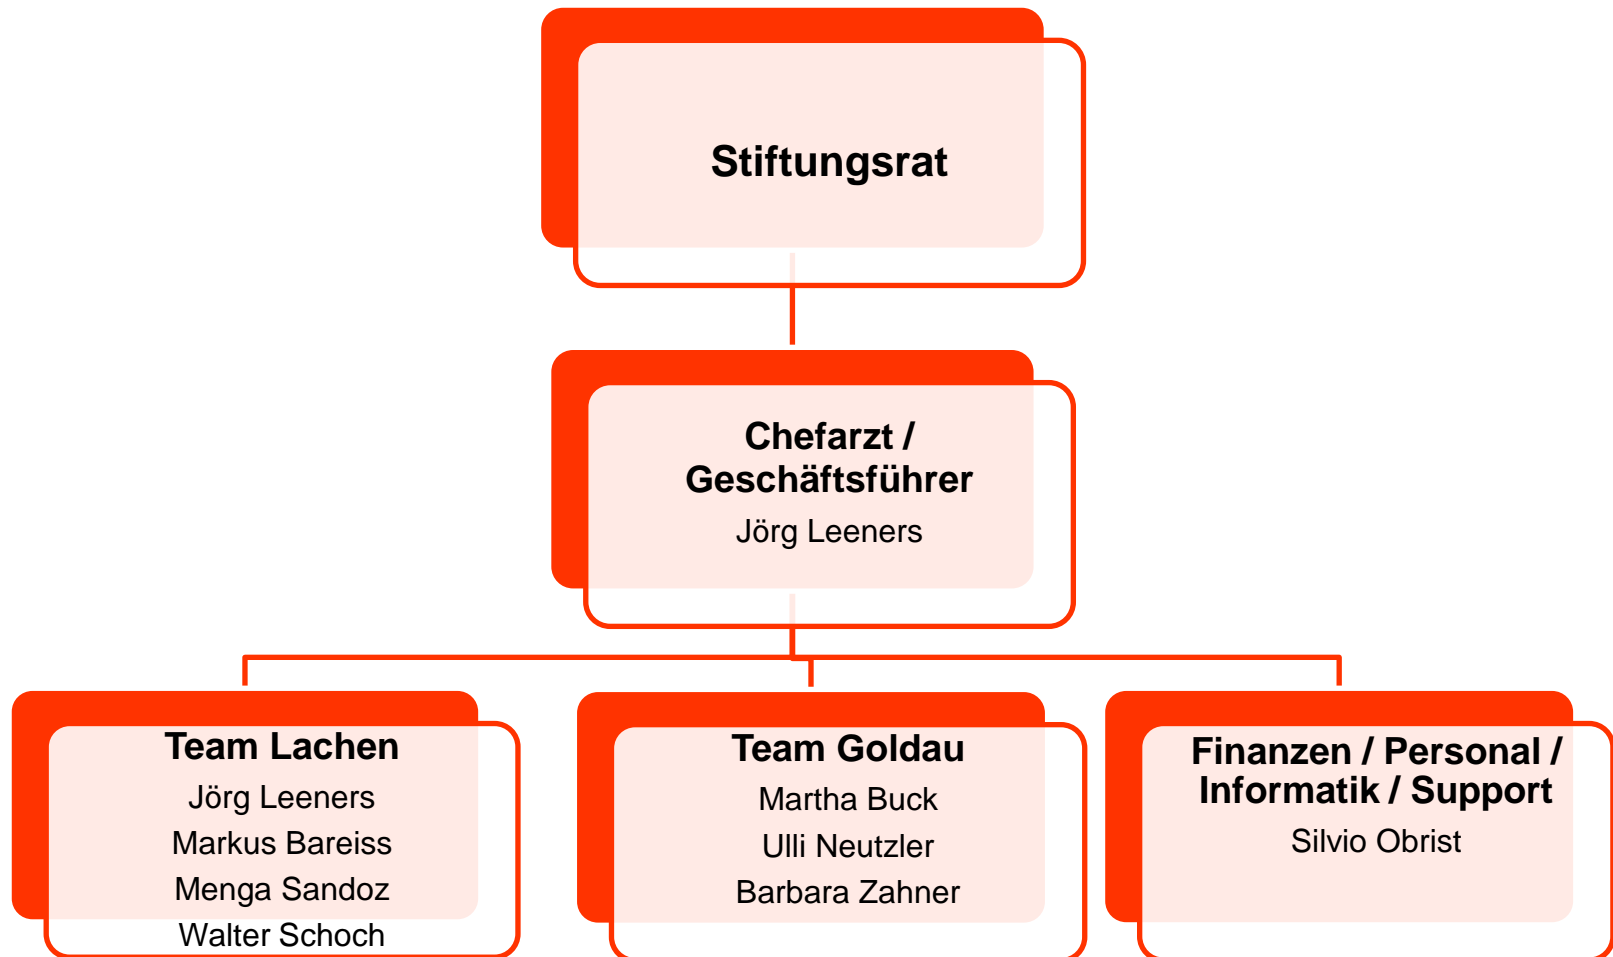 Stiftungsrat
Chefarzt /
Geschäftsführer
Jörg Leeners
Team Lachen
Jörg Leeners
Markus Bareiss
Menga Sandoz
Walter Schoch
Team Goldau
Martha Buck
Ulli Neutzler
Barbara Zahner
Finanzen / Personal /
Informatik / Support
Silvio Obrist